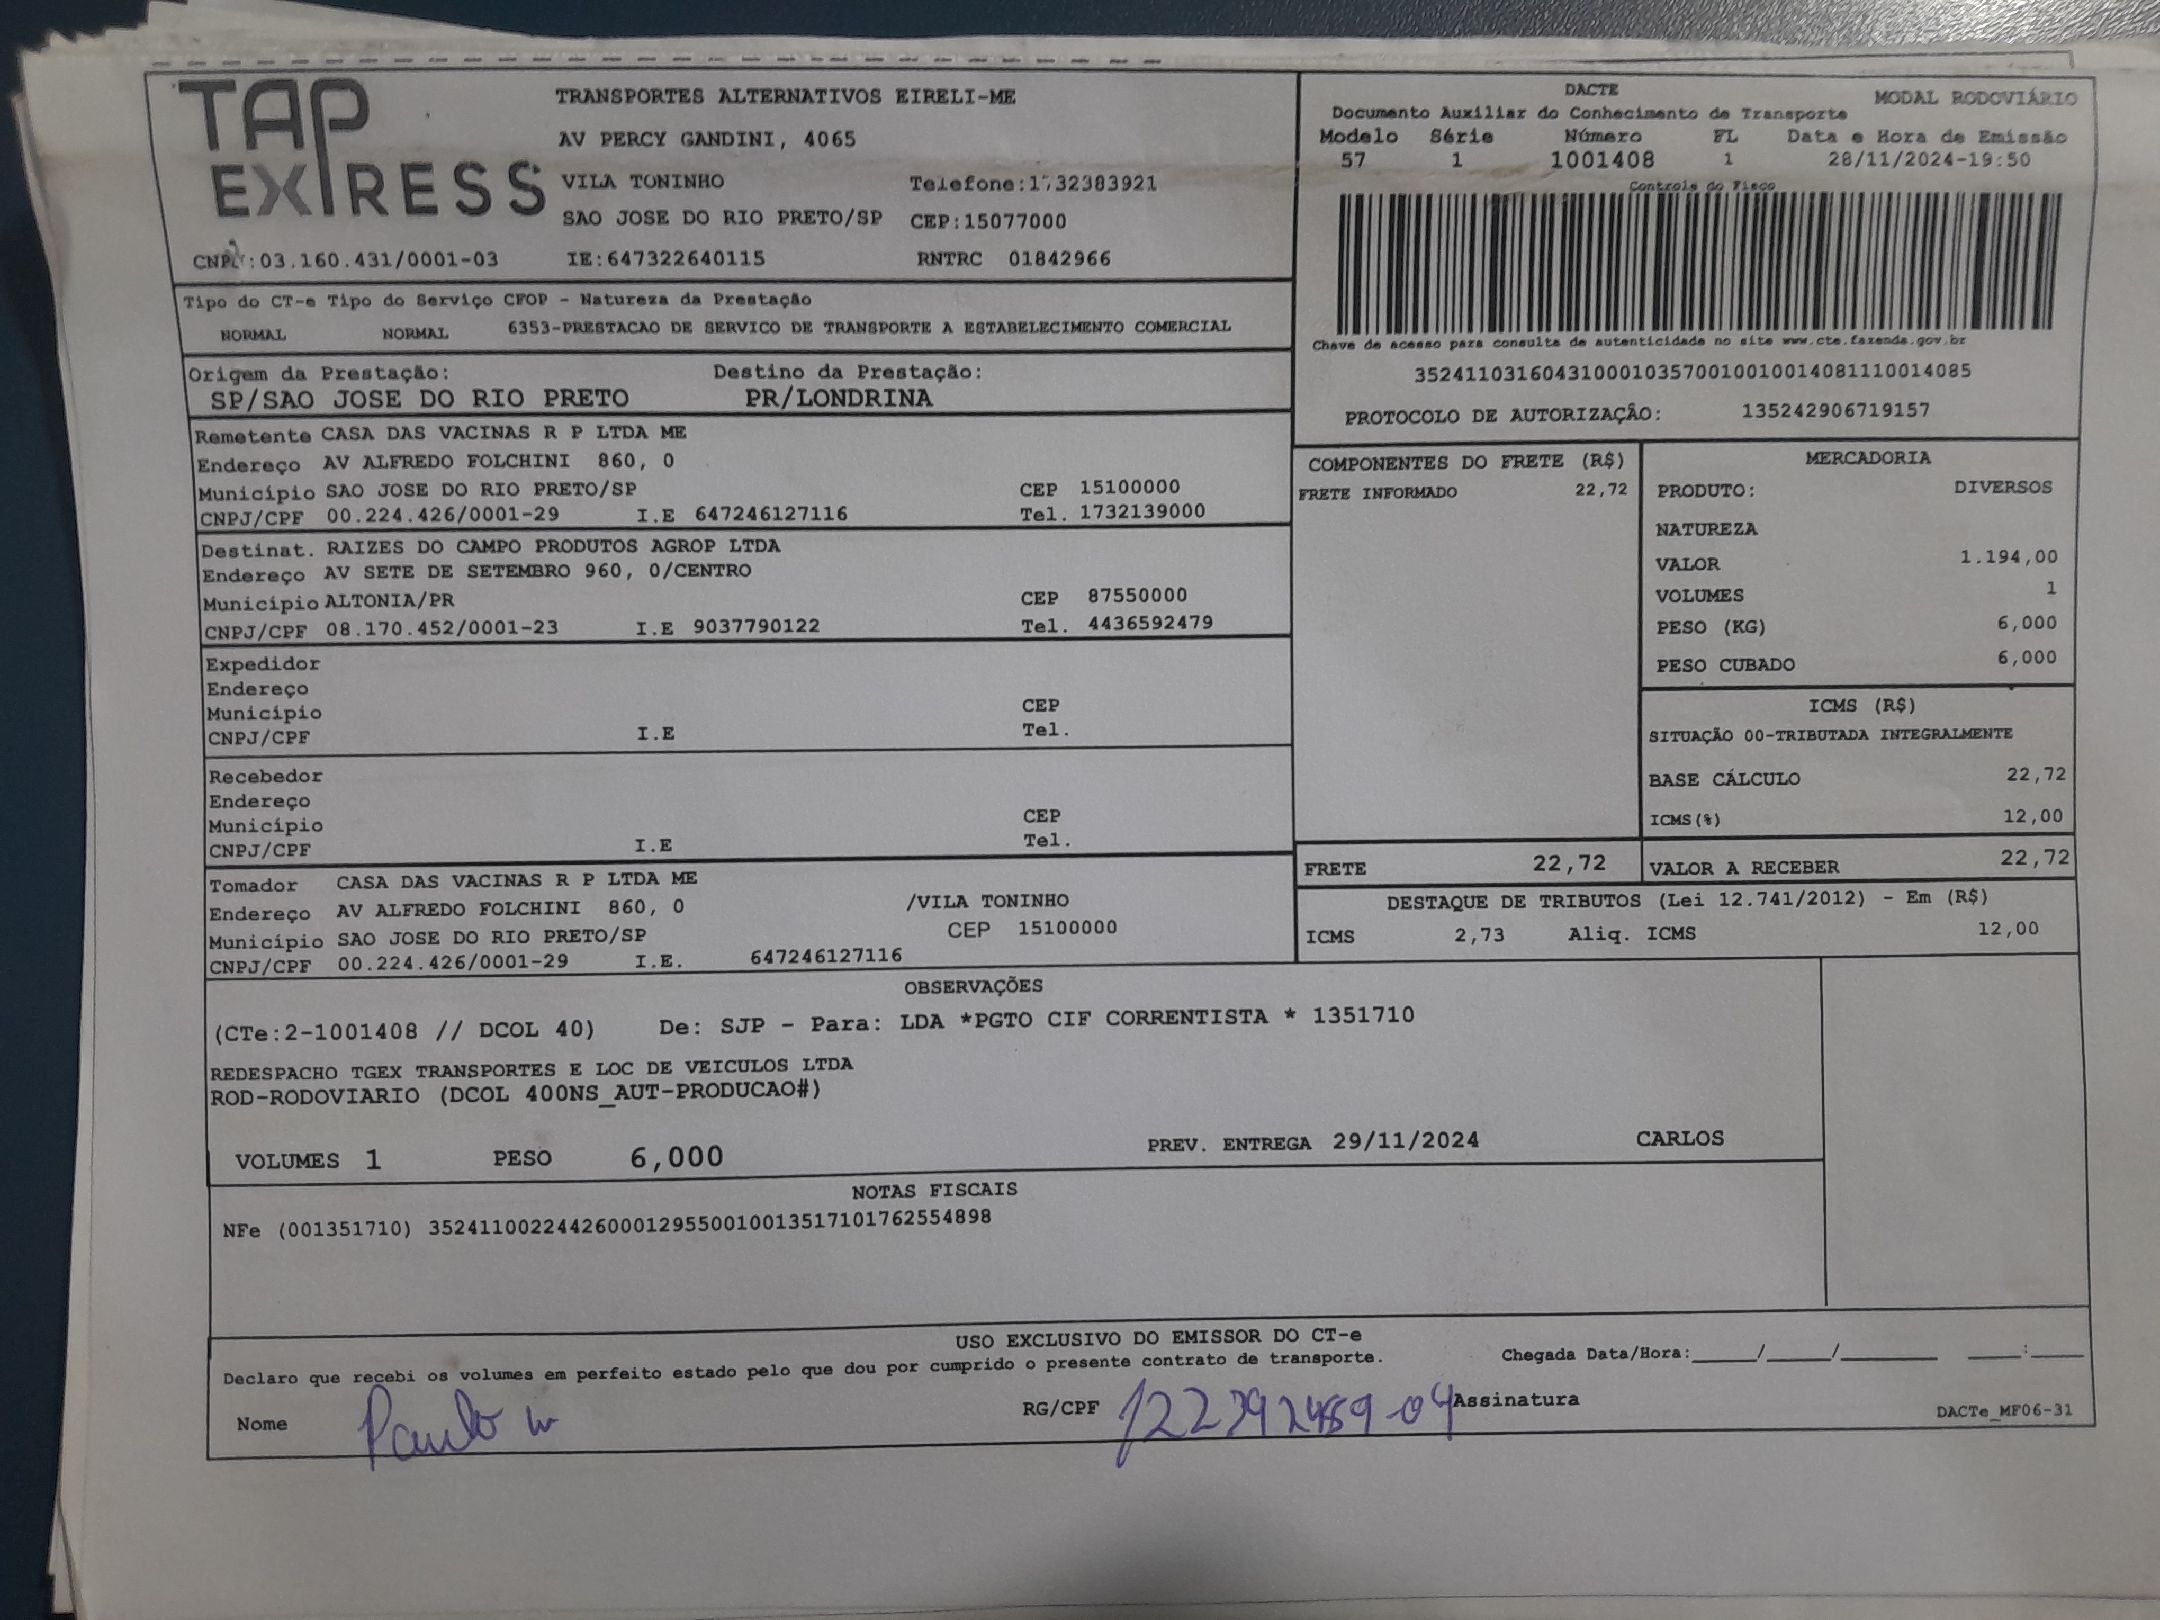 TAP EXPRESS
TRANSPORTES ALTERNATIVOS EIRELI-ME
AV PERCY GANDINI, 4065
VILA TONINHO Telefone:1732383921
SAO JOSE DO RIO PRETO/SP CEP:15077000
CNPJ:03.160.431/0001-03 IE:647322640115 RNTRC 01842966
DACTE
MODAL RODOVIÁRIO
Documento Auxiliar do Conhecimento de Transporte
Modelo Série Número FL Data e Hora de Emissão
57 1 1001408 1 28/11/2024-19:50
Controle do Fisco
Chave de acesso para consulta de autenticidade no site www.cte.fazenda.gov.br
35241103160431000103570010010014081110014085
PROTOCOLO DE AUTORIZAÇÂO: 135242906719157
Tipo do CT-e Tipo do Serviço CFOP - Natureza da Prestação
NORMAL NORMAL 6353-PRESTACAO DE SERVICO DE TRANSPORTE A ESTABELECIMENTO COMERCIAL
Origem da Prestação: Destino da Prestação:
SP/SAO JOSE DO RIO PRETO PR/LONDRINA
Remetente CASA DAS VACINAS R P LTDA ME
Endereço AV ALFREDO FOLCHINI 860, 0
Município SAO JOSE DO RIO PRETO/SP CEP 15100000
CNPJ/CPF 00.224.426/0001-29 I.E 647246127116 Tel. 1732139000
Destinat. RAIZES DO CAMPO PRODUTOS AGROP LTDA
Endereço AV SETE DE SETEMBRO 960, 0/CENTRO
Município ALTONIA/PR CEP 87550000
CNPJ/CPF 08.170.452/0001-23 I.E 9037790122 Tel. 4436592479
Expedidor
Endereço
Município CEP
CNPJ/CPF I.E Tel.
Recebedor
Endereço
Município CEP
CNPJ/CPF I.E Tel.
Tomador CASA DAS VACINAS R P LTDA ME
Endereço AV ALFREDO FOLCHINI 860, 0 /VILA TONINHO
Município SAO JOSE DO RIO PRETO/SP CEP 15100000
CNPJ/CPF 00.224.426/0001-29 I.E. 647246127116
COMPONENTES DO FRETE (R$)
FRETE INFORMADO 22,72
MERCADORIA
PRODUTO: DIVERSOS
NATUREZA
VALOR 1.194,00
VOLUMES 1
PESO (KG) 6,000
PESO CUBADO 6,000
ICMS (R$)
SITUAÇÃO 00-TRIBUTADA INTEGRALMENTE
BASE CÁLCULO 22,72
ICMS(%) 12,00
FRETE 22,72 VALOR A RECEBER 22,72
DESTAQUE DE TRIBUTOS (Lei 12.741/2012) - Em (R$)
ICMS 2,73 Aliq. ICMS 12,00
OBSERVAÇÕES
(CTe:2-1001408 // DCOL 40) De: SJP - Para: LDA *PGTO CIF CORRENTISTA * 1351710
REDESPACHO TGEX TRANSPORTES E LOC DE VEICULOS LTDA
ROD-RODOVIARIO (DCOL 400NS_AUT-PRODUCAO#)
VOLUMES 1 PESO 6,000 PREV. ENTREGA 29/11/2024 CARLOS
NOTAS FISCAIS
NFe (001351710) 35241100224426000129550010013517101762554898
USO EXCLUSIVO DO EMISSOR DO CT-e
Declaro que recebi os volumes em perfeito estado pelo que dou por cumprido o presente contrato de transporte. Chegada Data/Hora:_____/_____/________ ____:____
Nome Paulo RG/CPF Assinatura
DACTe_MF06-31